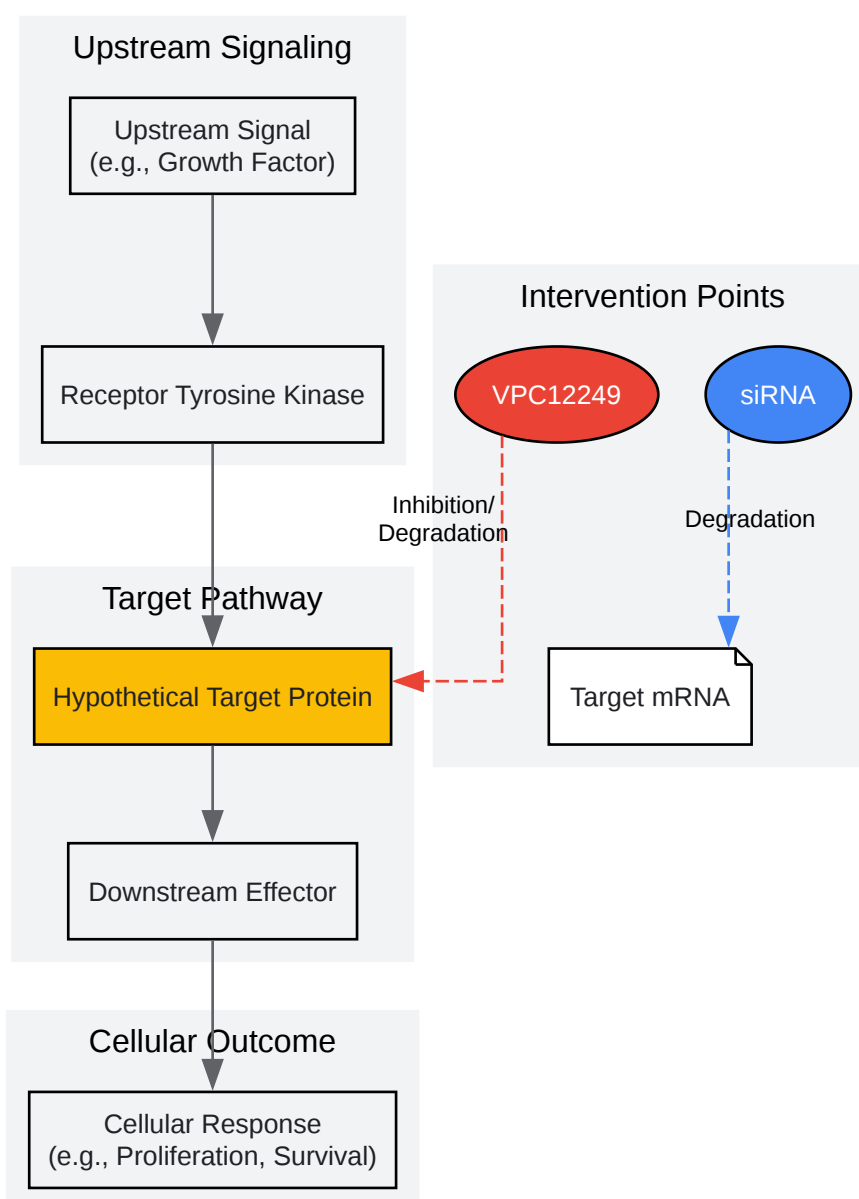 Upstream Signaling
Upstream Signal
(e.g., Growth Factor)
Receptor Tyrosine Kinase
Intervention Points
VPC12249
siRNA
Inhibition/
Degradation
Degradation
Target Pathway
Hypothetical Target Protein
Target mRNA
Downstream Effector
Cellular Outcome
Cellular Response
(e.g., Proliferation, Survival)